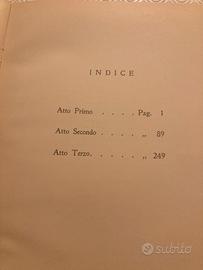 INDICE
Atto Primo . . . . Pag. 1
Atto Secondo . . . . „ 89
Atto Terzo. . . . . „ 249
subito